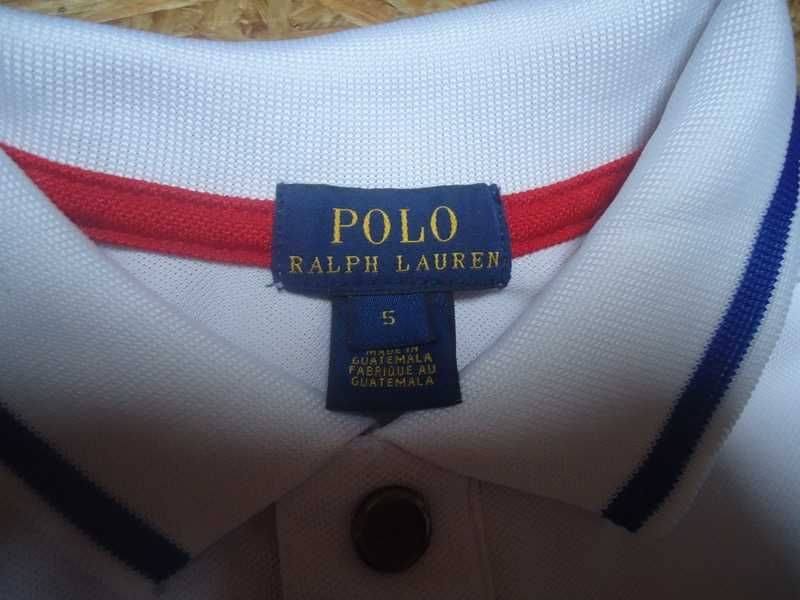 POLO
RALPH LAUREN
5
MADE IN
GUATEMALA
FABRIQUE AU
GUATEMALA